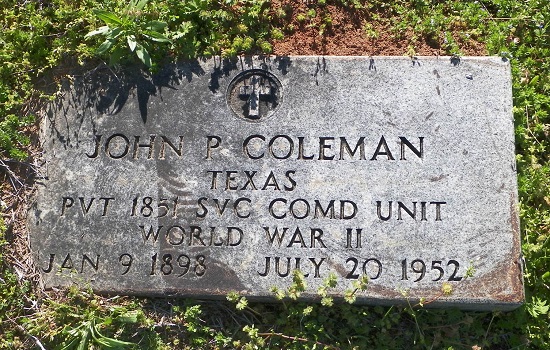 JOHN P COLEMAN
TEXAS
PVT 1851 SVC COMD UNIT
WORLD WAR II
JAN 9 1898 JULY 20 1952